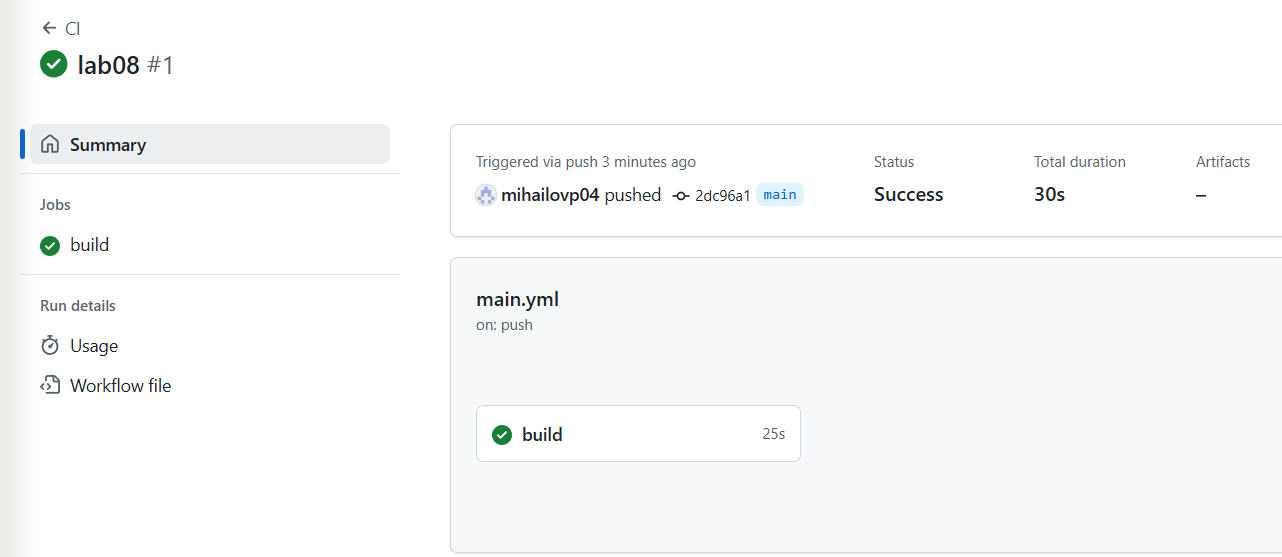 CI
lab08 #1
Summary
Jobs
build
Run details
Usage
Workflow file
Triggered via push 3 minutes ago
mihailovp04 pushed 2dc96a1 main
Status
Success
Total duration
30s
Artifacts
–
main.yml
on: push
build 25s